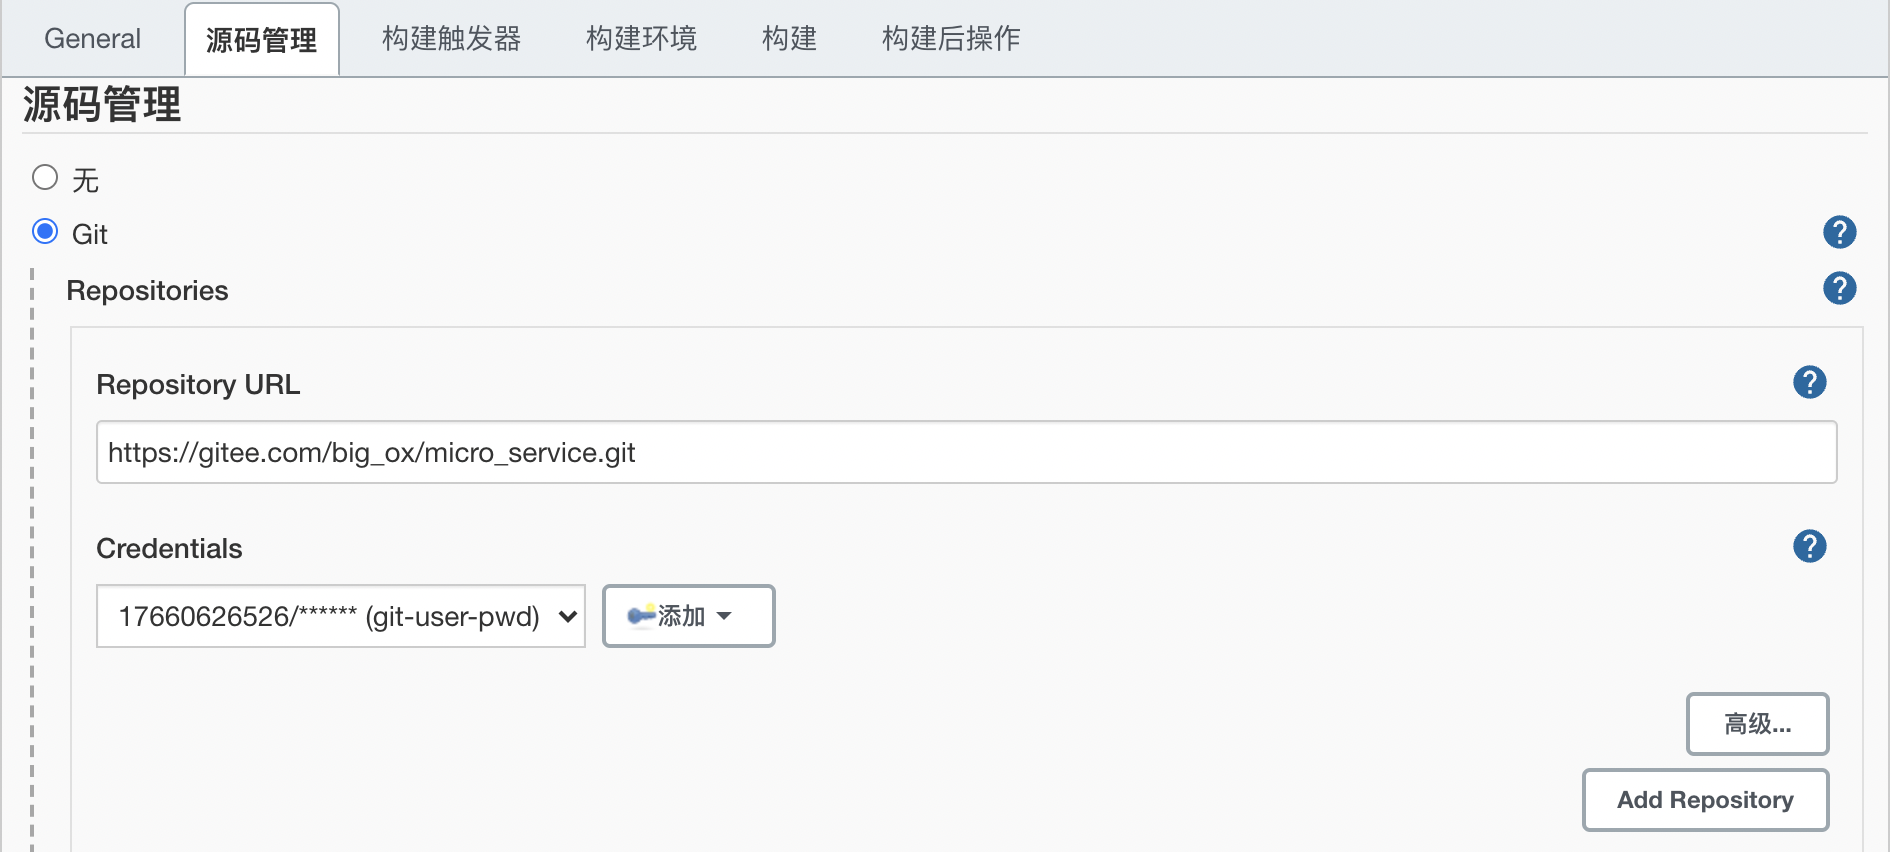 General 源码管理 构建触发器 构建环境 构建 构建后操作
源码管理
无
Git
?
Repositories
?
Repository URL
?
https://gitee.com/big_ox/micro_service.git
Credentials
?
17660626526/****** (git-user-pwd)
添加
高级...
Add Repository